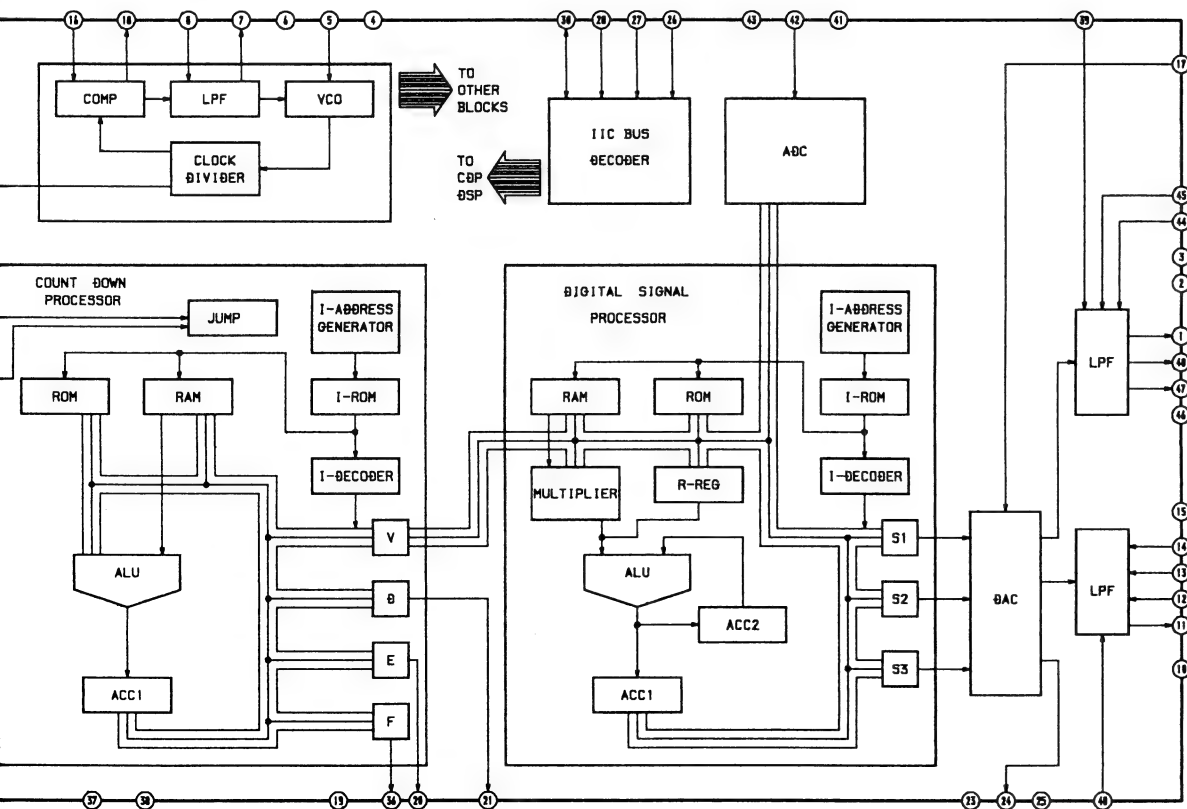 16 18 8 7 6 5 4 30 28 27 26 43 42 41 39
17
TO
OTHER
BLOCKS
COMP LPF VCO
CLOCK
DIVIDER
TO
CDP
DSP
IIC BUS
DECODER
ADC
45
44
3
2
COUNT DOWN
PROCESSOR
JUMP
I-ADDRESS
GENERATOR
ROM RAM I-ROM
I-DECODER
V
ALU
D
E
ACC1
F
DIGITAL SIGNAL
PROCESSOR
I-ADDRESS
GENERATOR
RAM ROM I-ROM
I-DECODER
MULTIPLIER R-REG
S1
ALU
S2
ACC2
S3
ACC1
DAC
LPF
1
48
47
46
15
LPF
14
13
12
11
10
37 38 19 36 20 21 23 24 25 40